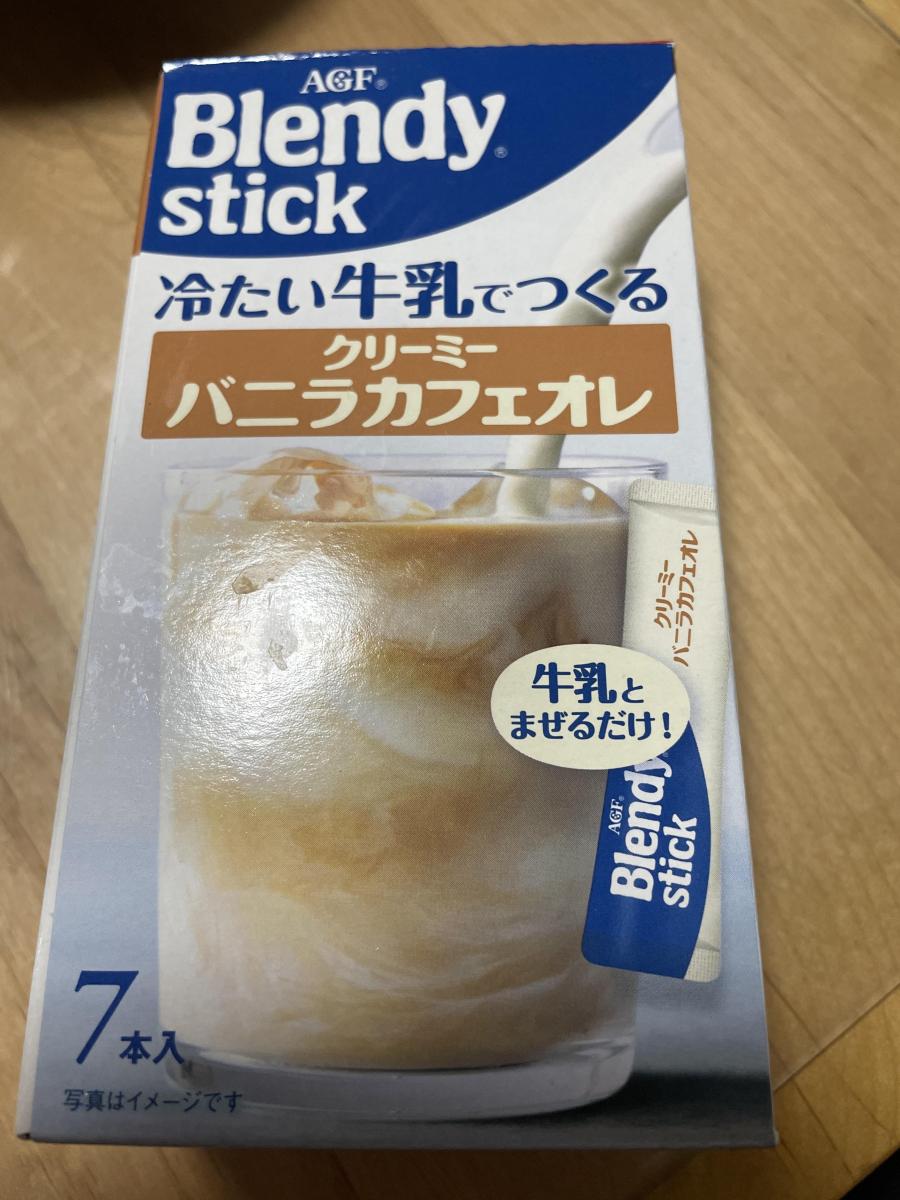 AGF®
Blendy®
stick
冷たい牛乳でつくる
クリーミー
バニラカフェオレ
クリーミー
バニラカフェオレ
牛乳と
まぜるだけ!
AGF®
Blendy
stick
7本入
写真はイメージです